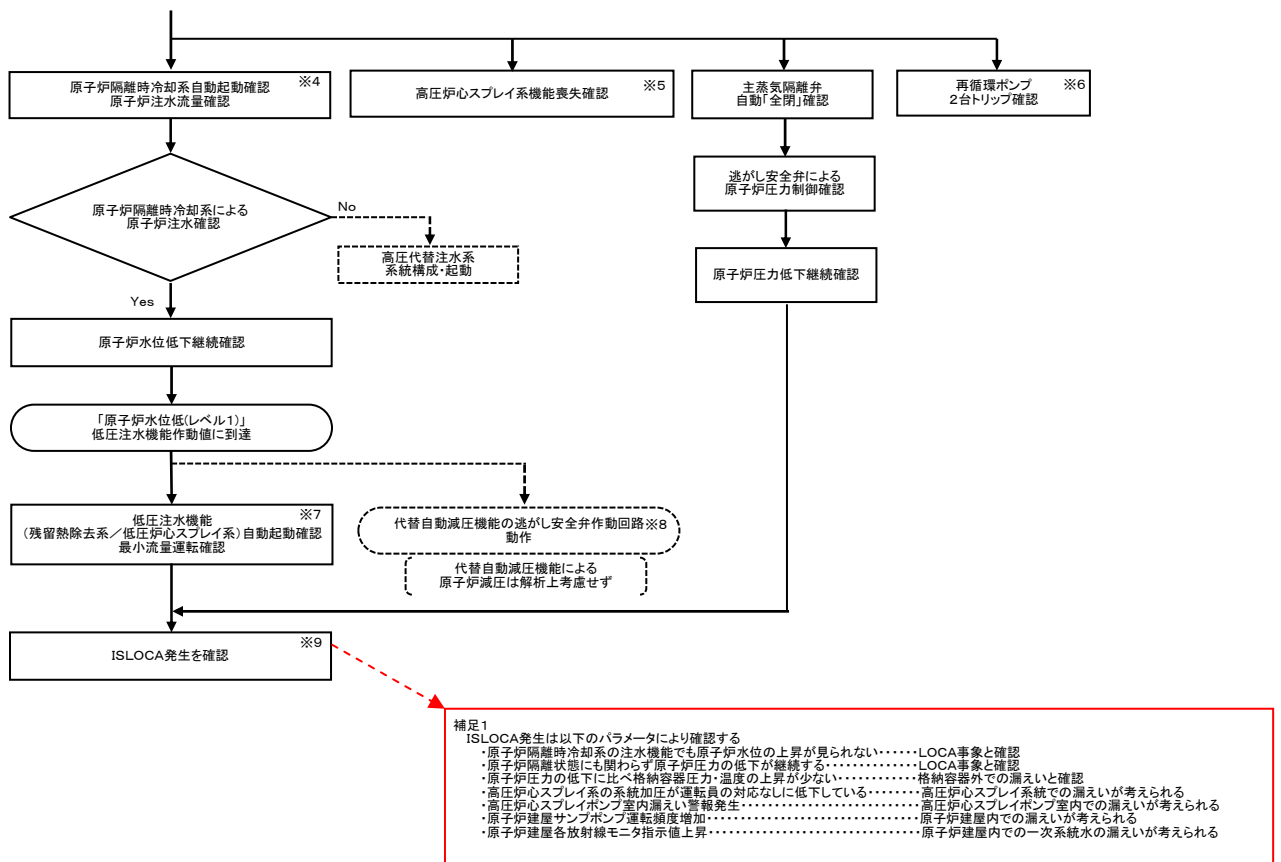 原子炉隔離時冷却系自動起動確認 ※4
原子炉注水流量確認
高圧炉心スプレイ系機能喪失確認 ※5
主蒸気隔離弁
自動「全閉」確認
再循環ポンプ ※6
2台トリップ確認
逃がし安全弁による
原子炉圧力制御確認
原子炉隔離時冷却系による
原子炉注水確認
No
高圧代替注水系
系統構成・起動
原子炉圧力低下継続確認
Yes
原子炉水位低下継続確認
「原子炉水位低(レベル1)」
低圧注水機能作動値に到達
低圧注水機能 ※7
(残留熱除去系/低圧炉心スプレイ系)自動起動確認
最小流量運転確認
代替自動減圧機能の逃がし安全弁作動回路※8
動作
代替自動減圧機能による
原子炉減圧は解析上考慮せず
ISLOCA発生を確認 ※9
補足1
ISLOCA発生は以下のパラメータにより確認する
・原子炉隔離時冷却系の注水機能でも原子炉水位の上昇が見られない・・・・・・LOCA事象と確認
・原子炉隔離状態にも関わらず原子炉圧力の低下が継続する・・・・・・・・・・・・LOCA事象と確認
・原子炉圧力の低下に比べ格納容器圧力・温度の上昇が少ない・・・・・・・・・・・格納容器外での漏えいと確認
・高圧炉心スプレイ系の系統加圧が運転員の対応なしに低下している・・・・・・・・高圧炉心スプレイ系統での漏えいが考えられる
・高圧炉心スプレイポンプ室内漏えい警報発生・・・・・・・・・・・・・・・・・・・・・・・高圧炉心スプレイポンプ室内での漏えいが考えられる
・原子炉建屋サンプポンプ運転頻度増加・・・・・・・・・・・・・・・・・・・・・・・・・・・・原子炉建屋内での漏えいが考えられる
・原子炉建屋各放射線モニタ指示値上昇・・・・・・・・・・・・・・・・・・・・・・・・・・・・原子炉建屋内での一次系統水の漏えいが考えられる